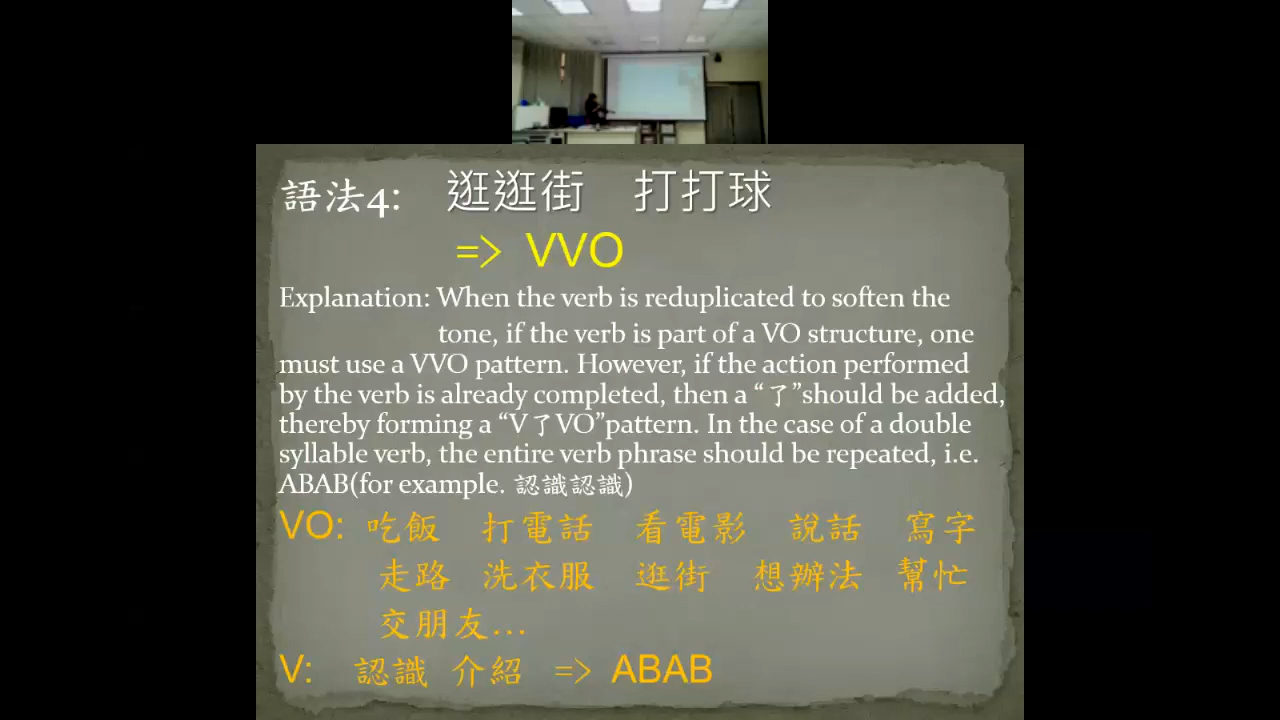 語法4: 逛逛街 打打球
=> VVO
Explanation: When the verb is reduplicated to soften the
tone, if the verb is part of a VO structure, one
must use a VVO pattern. However, if the action performed
by the verb is already completed, then a “了”should be added,
thereby forming a “V了VO”pattern. In the case of a double
syllable verb, the entire verb phrase should be repeated, i.e.
ABAB(for example. 認識認識)
VO: 吃飯 打電話 看電影 說話 寫字
走路 洗衣服 逛街 想辦法 幫忙
交朋友...
V: 認識 介紹 => ABAB